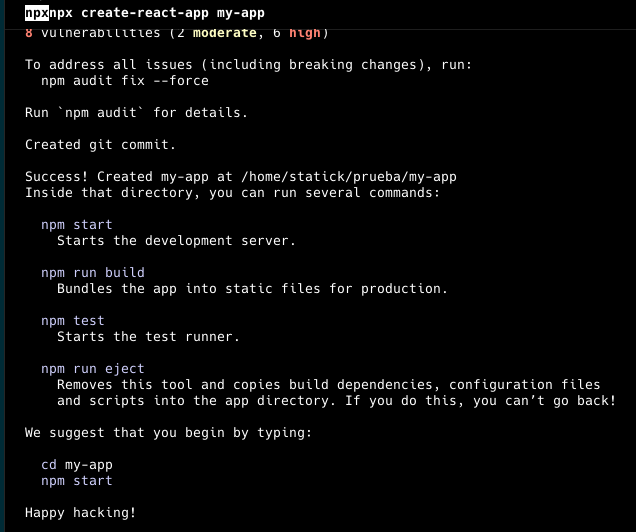 npxnpx create-react-app my-app
8 vulnerabilities (2 moderate, 6 high)
To address all issues (including breaking changes), run:
npm audit fix --force
Run `npm audit` for details.
Created git commit.
Success! Created my-app at /home/statick/prueba/my-app
Inside that directory, you can run several commands:
npm start
Starts the development server.
npm run build
Bundles the app into static files for production.
npm test
Starts the test runner.
npm run eject
Removes this tool and copies build dependencies, configuration files
and scripts into the app directory. If you do this, you can’t go back!
We suggest that you begin by typing:
cd my-app
npm start
Happy hacking!